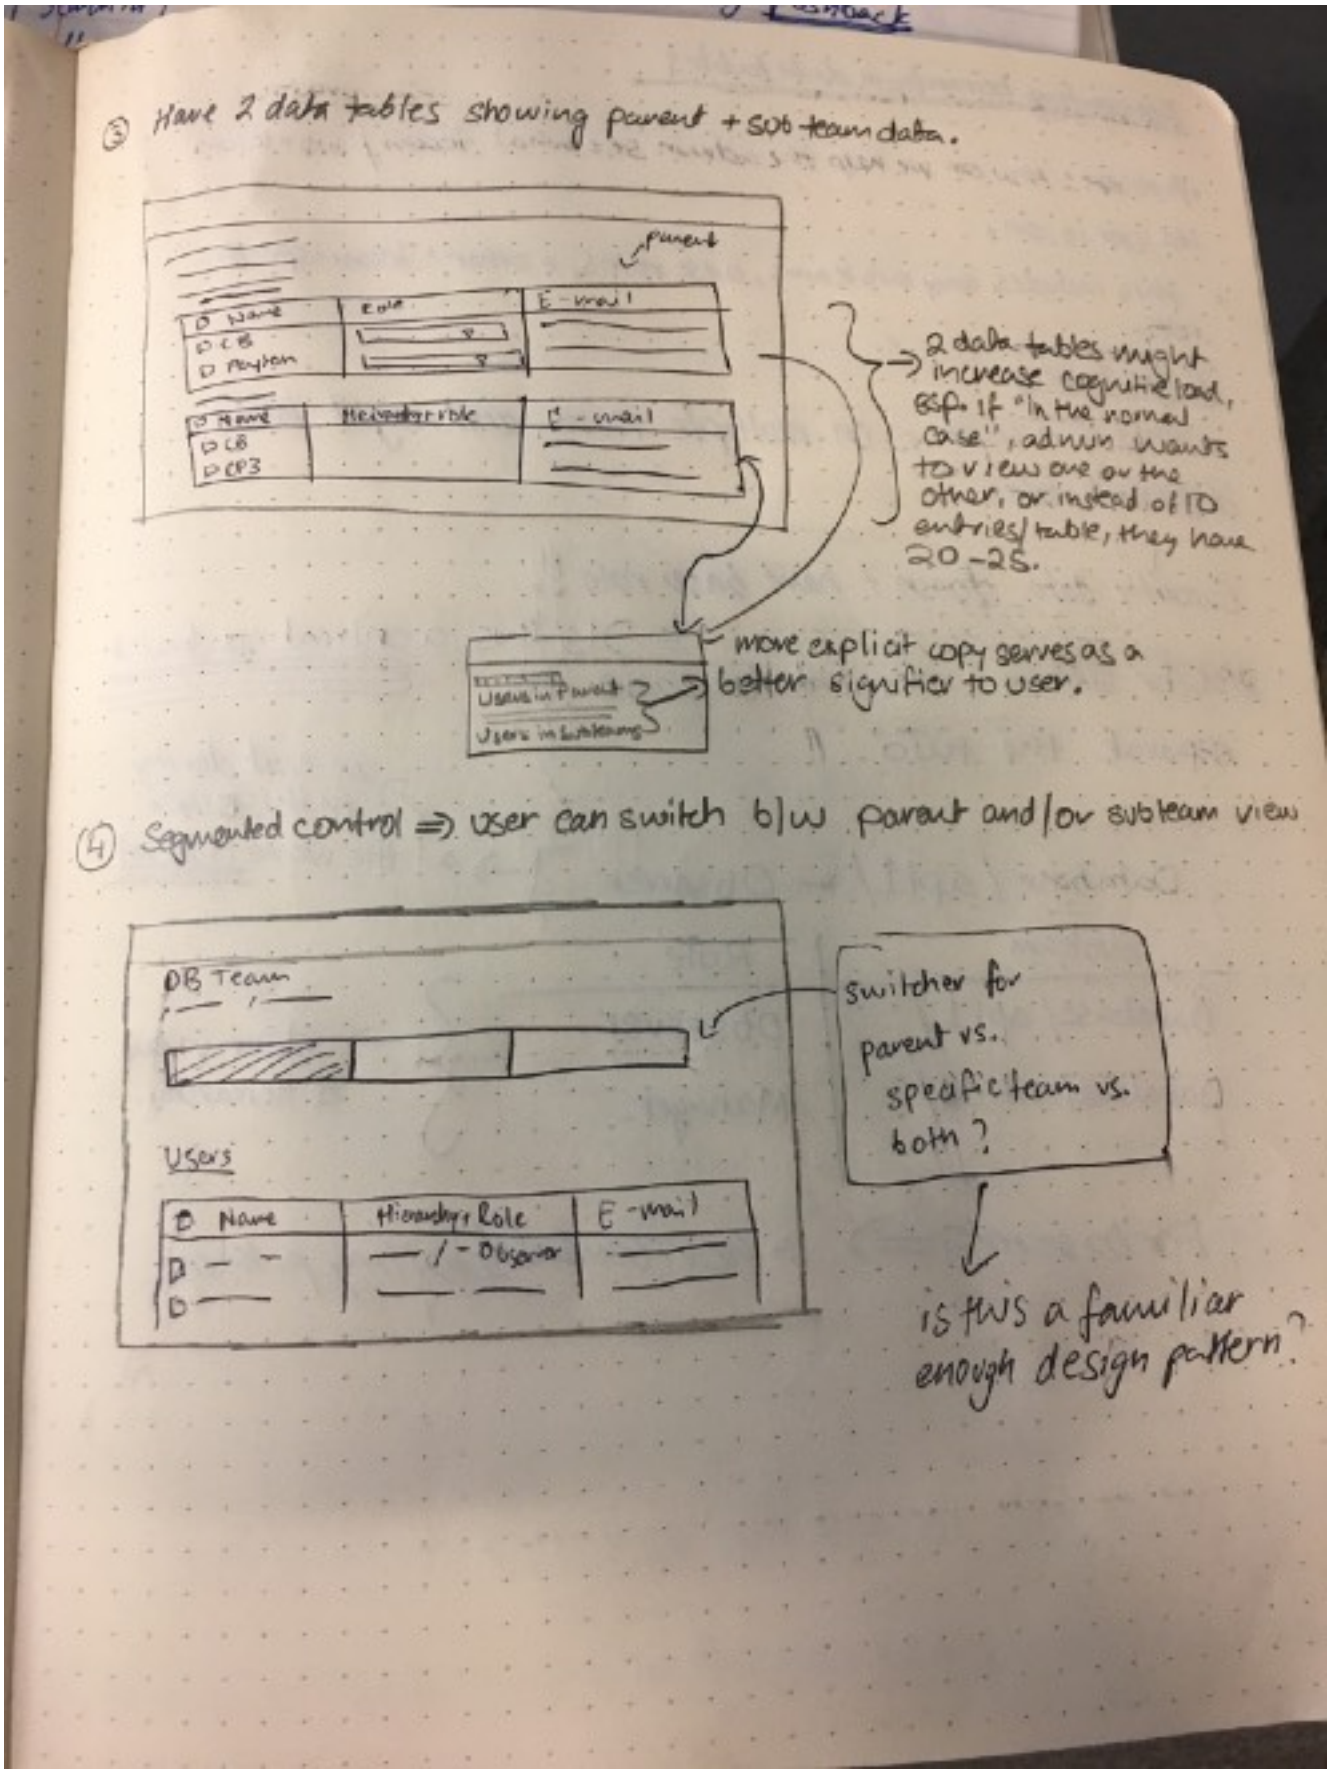 pushback
③ Have 2 data tables showing parent + sub team data.
parent
Name Role E-mail
CB
Payton
Name Hierarchy + role E-mail
CB
CP3
2 data tables might
increase cognitive load,
esp. if "in the normal
case", admin wants
to view one or the
other, or instead of 10
entries/table, they have
20-25.
more explicit copy serves as a
better signifier to user.
Users in Parent
Users in Subteams
④ Segmented control ⇒ user can switch b/w parent and/or subteam view
DB Team
switcher for
parent vs.
specific team vs.
both?
Users
Name Hierarchy + Role E-mail
/ - Observer
is this a familiar
enough design pattern?